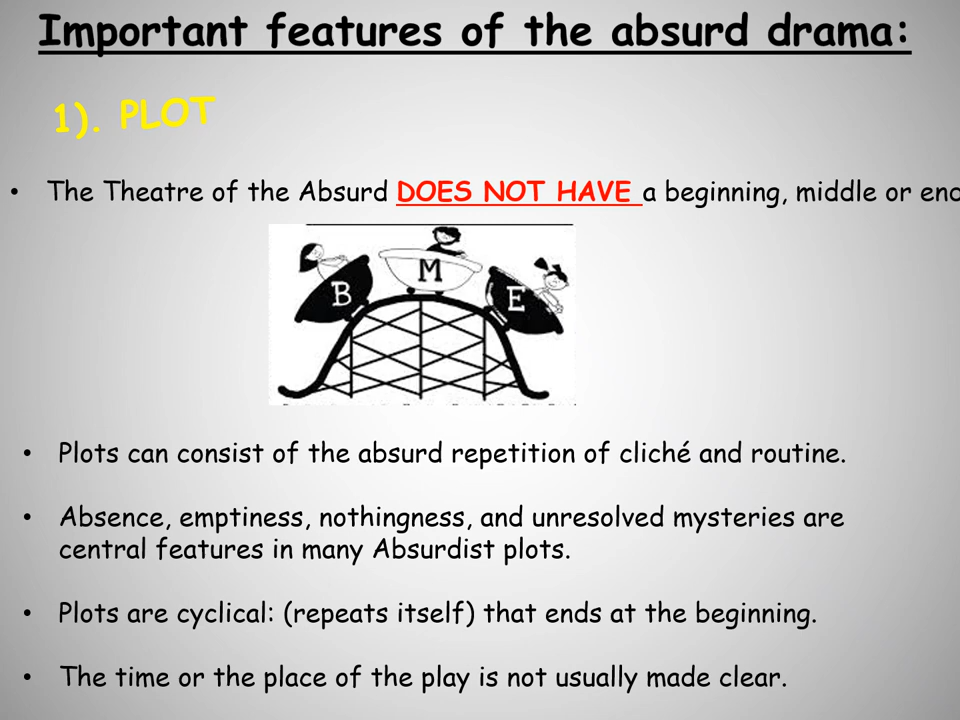 Important features of the absurd drama:
1). PLOT
• The Theatre of the Absurd DOES NOT HAVE a beginning, middle or end
B
M
E
• Plots can consist of the absurd repetition of cliché and routine.
• Absence, emptiness, nothingness, and unresolved mysteries are
central features in many Absurdist plots.
• Plots are cyclical: (repeats itself) that ends at the beginning.
• The time or the place of the play is not usually made clear.